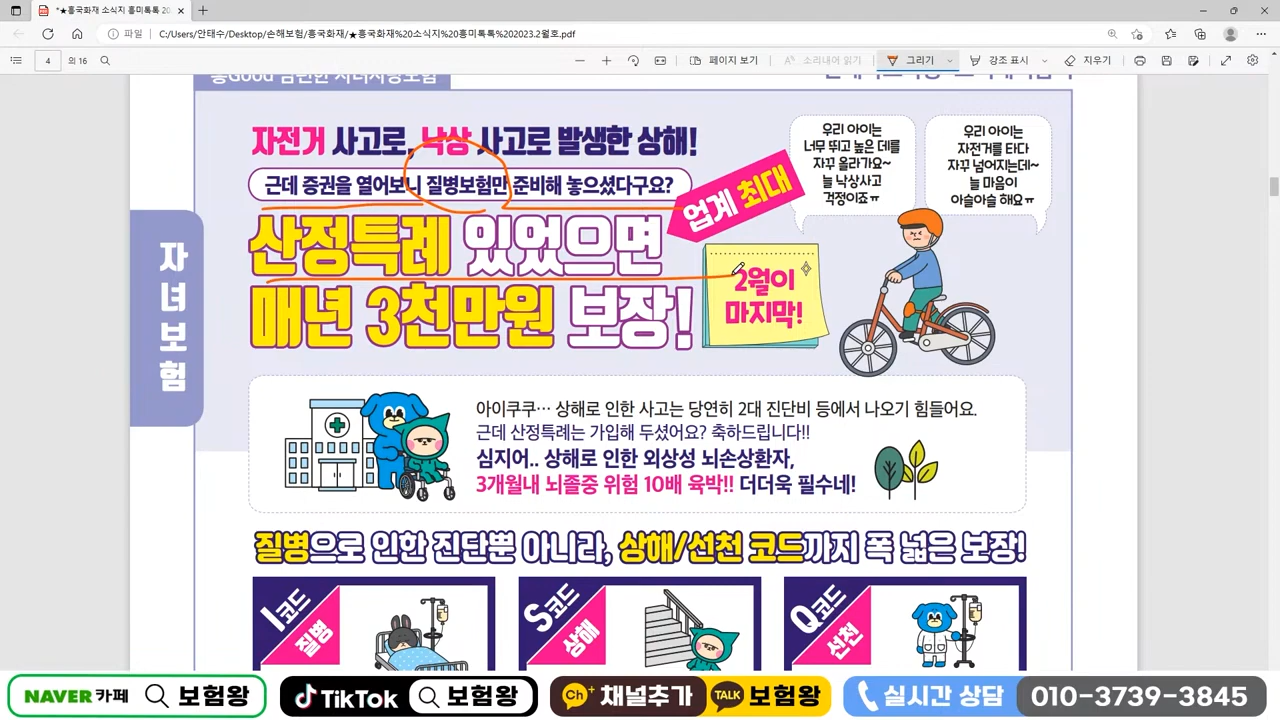 *★흥국화재 소식지 흥미톡톡 20
파일
C:/Users/안태수/Desktop/손해보험/흥국화재/★흥국화재%20소식지%20흥미톡톡%202023.2월호.pdf
4 의 16
페이지 보기
소리내어 읽기
그리기
강조 표시
지우기
자녀보험
자전거 사고로, 낙상 사고로 발생한 상해!
근데 증권을 열어보니 질병보험만 준비해 놓으셨다구요?
업계 최대
산정특례 있었으면
매년 3천만원 보장!
2월이
마지막!
우리 아이는
너무 뛰고 높은 데를
자꾸 올라가요~
늘 낙상사고
걱정이죠ㅠ
우리 아이는
자전거를 타다
자꾸 넘어지는데~
늘 마음이
아슬아슬 해요ㅠ
아이쿠쿠… 상해로 인한 사고는 당연히 2대 진단비 등에서 나오기 힘들어요.
근데 산정특례는 가입해 두셨어요? 축하드립니다!!
심지어.. 상해로 인한 외상성 뇌손상환자,
3개월내 뇌졸중 위험 10배 육박!! 더더욱 필수네!
질병으로 인한 진단뿐 아니라, 상해/선천 코드까지 폭 넓은 보장!
I코드
질병
S코드
상해
Q코드
선천
NAVER 카페 보험왕
TikTok 보험왕
Ch+ 채널추가 TALK 보험왕
실시간 상담 010-3739-3845